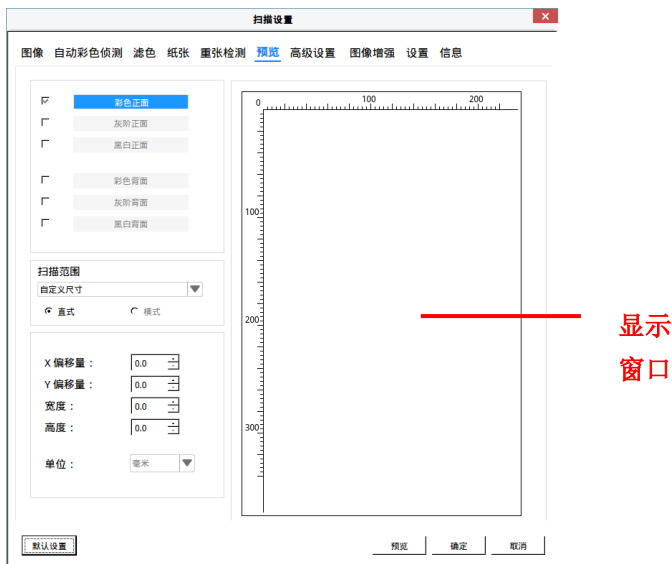 扫描设置
×
图像 自动彩色侦测 滤色 纸张 重张检测 预览 高级设置 图像增强 设置 信息
彩色正面
灰阶正面
黑白正面
彩色背面
灰阶背面
黑白背面
扫描范围
自定义尺寸
直式 横式
X 偏移量： 0.0
Y 偏移量： 0.0
宽度： 0.0
高度： 0.0
单位： 毫米
0 100 200
100
200
300
显示
窗口
默认设置 预览 确定 取消